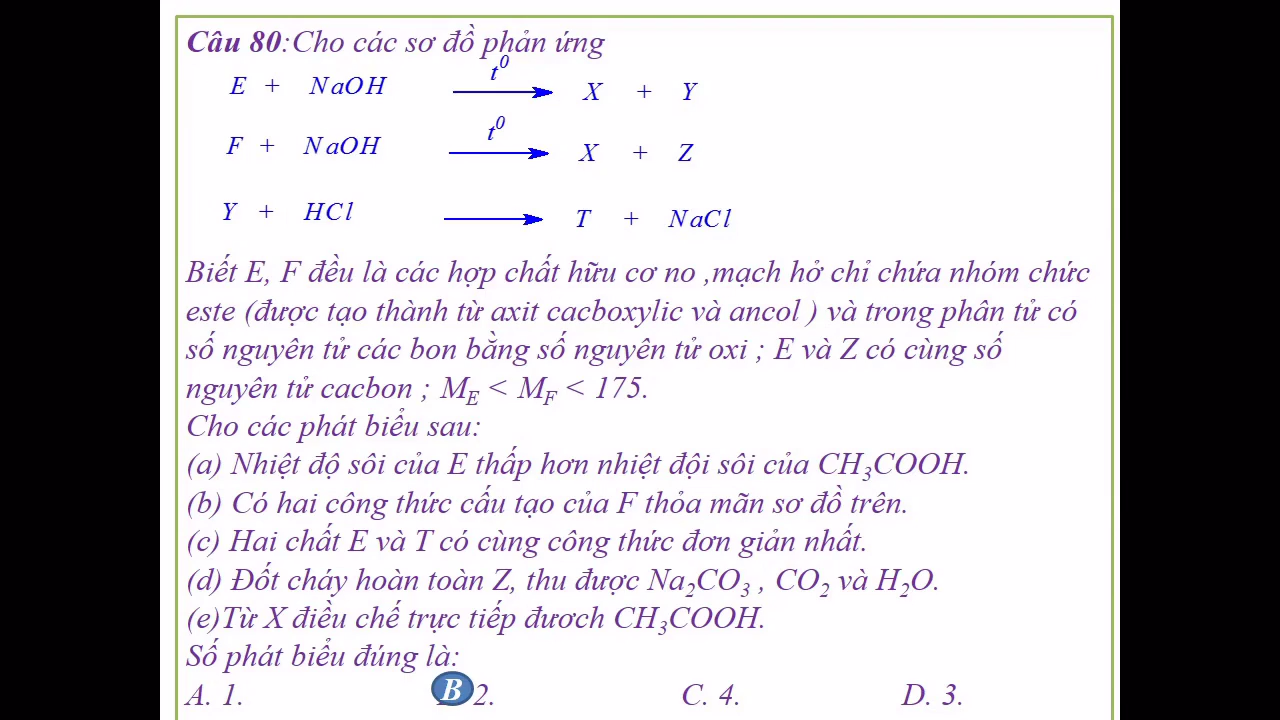 Câu 80:Cho các sơ đồ phản ứng
E + NaOH t⁰ X + Y
F + NaOH t⁰ X + Z
Y + HCl T + NaCl
Biết E, F đều là các hợp chất hữu cơ no ,mạch hở chỉ chứa nhóm chức
este (được tạo thành từ axit cacboxylic và ancol ) và trong phân tử có
số nguyên tử các bon bằng số nguyên tử oxi ; E và Z có cùng số
nguyên tử cacbon ; M_E < M_F < 175.
Cho các phát biểu sau:
(a) Nhiệt độ sôi của E thấp hơn nhiệt đội sôi của CH₃COOH.
(b) Có hai công thức cấu tạo của F thỏa mãn sơ đồ trên.
(c) Hai chất E và T có cùng công thức đơn giản nhất.
(d) Đốt cháy hoàn toàn Z, thu được Na₂CO₃ , CO₂ và H₂O.
(e)Từ X điều chế trực tiếp đươch CH₃COOH.
Số phát biểu đúng là:
A. 1. B 2. C. 4. D. 3.